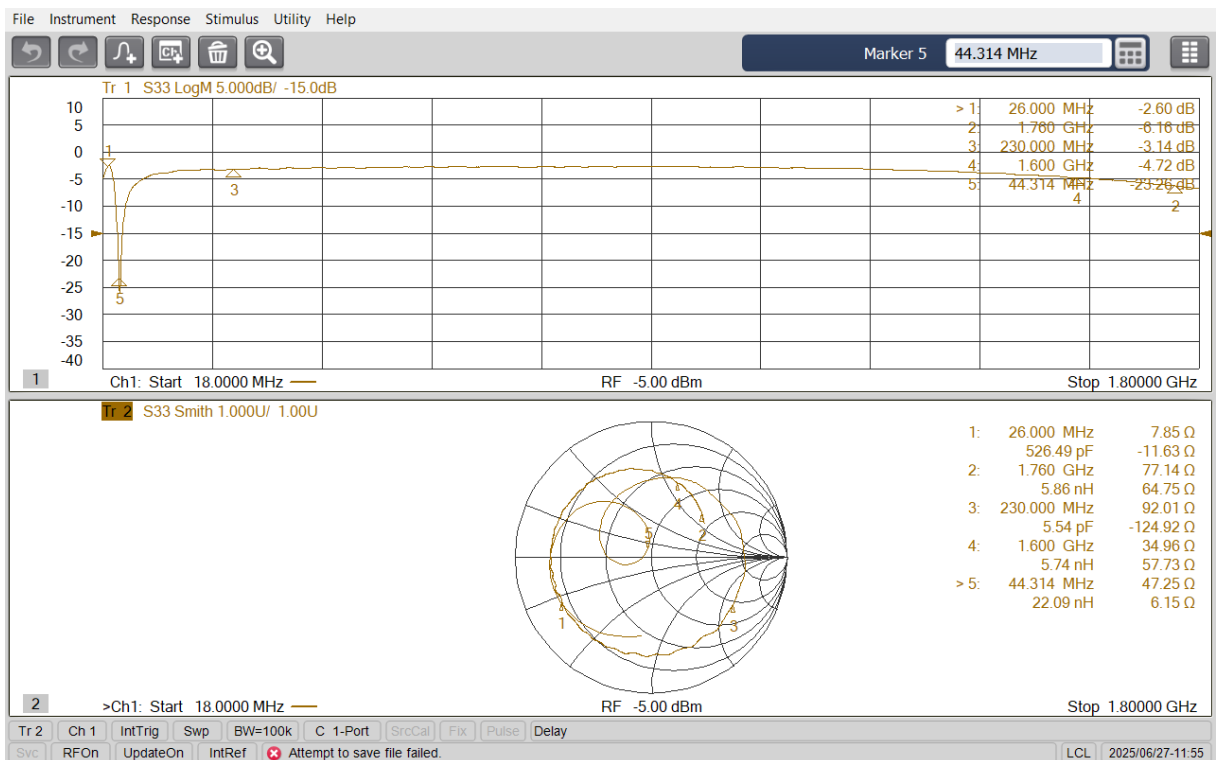 File Instrument Response Stimulus Utility Help
Marker 5 44.314 MHz
Tr 1 S33 LogM 5.000dB/ -15.0dB
10
5
0
-5
-10
-15
-20
-25
-30
-35
-40
1
3
5
4
2
> 1: 26.000 MHz -2.60 dB
2: 1.760 GHz -6.16 dB
3: 230.000 MHz -3.14 dB
4: 1.600 GHz -4.72 dB
5: 44.314 MHz -23.26 dB
1 Ch1: Start 18.0000 MHz RF -5.00 dBm Stop 1.80000 GHz
Tr 2 S33 Smith 1.000U/ 1.00U
4
5
2
1
3
1: 26.000 MHz 7.85 Ω
526.49 pF -11.63 Ω
2: 1.760 GHz 77.14 Ω
5.86 nH 64.75 Ω
3: 230.000 MHz 92.01 Ω
5.54 pF -124.92 Ω
4: 1.600 GHz 34.96 Ω
5.74 nH 57.73 Ω
> 5: 44.314 MHz 47.25 Ω
22.09 nH 6.15 Ω
2 >Ch1: Start 18.0000 MHz RF -5.00 dBm Stop 1.80000 GHz
Tr 2 Ch 1 IntTrig Swp BW=100k C 1-Port SrcCal Fix Pulse Delay
Svc RFOn UpdateOn IntRef Attempt to save file failed. LCL 2025/06/27-11:55